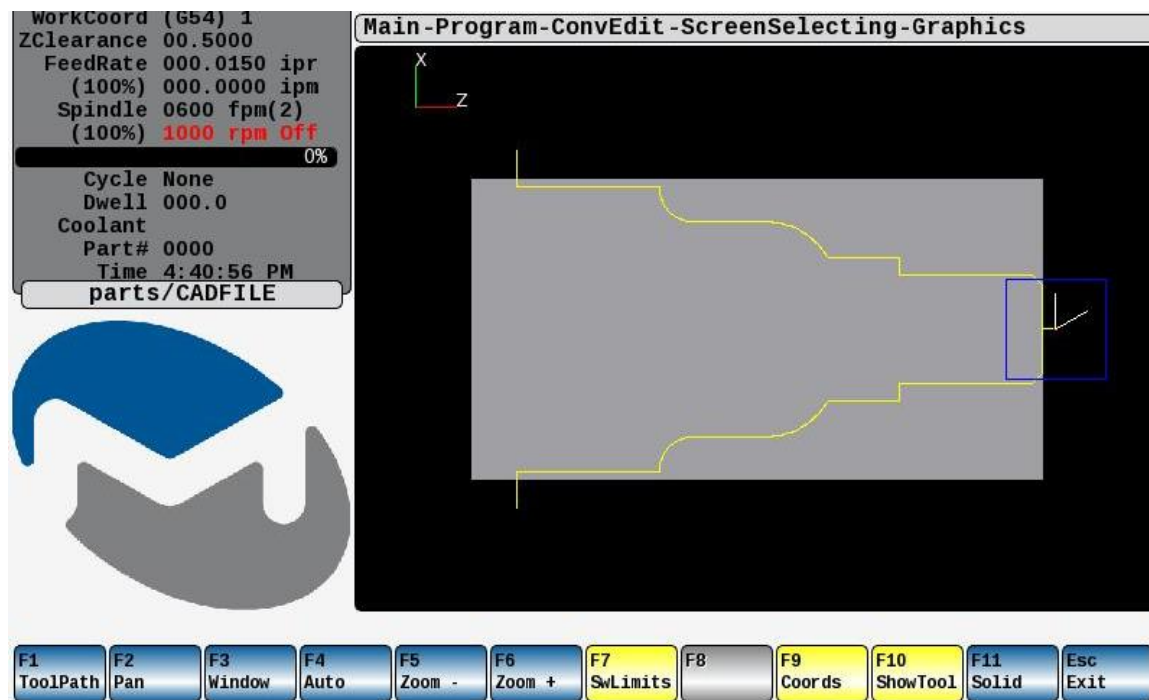 WorkCoord (G54) 1
ZClearance 00.5000
FeedRate 000.0150 ipr
(100%) 000.0000 ipm
Spindle 0600 fpm(2)
(100%) 1000 rpm Off
0%
Cycle None
Dwell 000.0
Coolant
Part# 0000
Time 4:40:56 PM
parts/CADFILE
Main-Program-ConvEdit-ScreenSelecting-Graphics
X
Z
F1 ToolPath
F2 Pan
F3 Window
F4 Auto
F5 Zoom -
F6 Zoom +
F7 SwLimits
F8
F9 Coords
F10 ShowTool
F11 Solid
Esc Exit